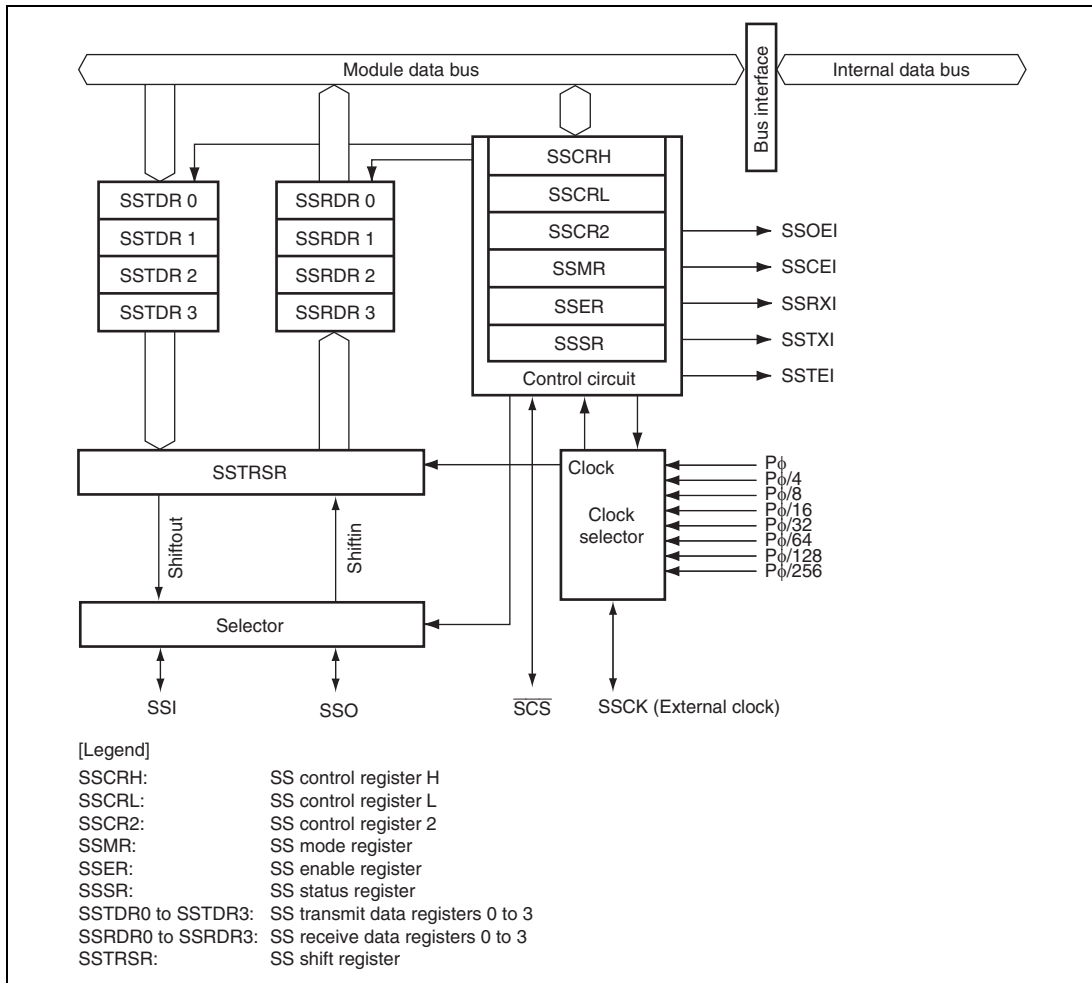 Module data bus
Bus interface
Internal data bus
SSTDR 0
SSTDR 1
SSTDR 2
SSTDR 3
SSRDR 0
SSRDR 1
SSRDR 2
SSRDR 3
SSCRH
SSCRL
SSCR2
SSMR
SSER
SSSR
Control circuit
SSOEI
SSCEI
SSRXI
SSTXI
SSTEI
SSTRSR
Clock
Clock
selector
Pϕ
Pϕ/4
Pϕ/8
Pϕ/16
Pϕ/32
Pϕ/64
Pϕ/128
Pϕ/256
Shiftout
Shiftin
Selector
SSI
SSO
S̅C̅S̅
SSCK (External clock)
[Legend]
SSCRH: SS control register H
SSCRL: SS control register L
SSCR2: SS control register 2
SSMR: SS mode register
SSER: SS enable register
SSSR: SS status register
SSTDR0 to SSTDR3: SS transmit data registers 0 to 3
SSRDR0 to SSRDR3: SS receive data registers 0 to 3
SSTRSR: SS shift register